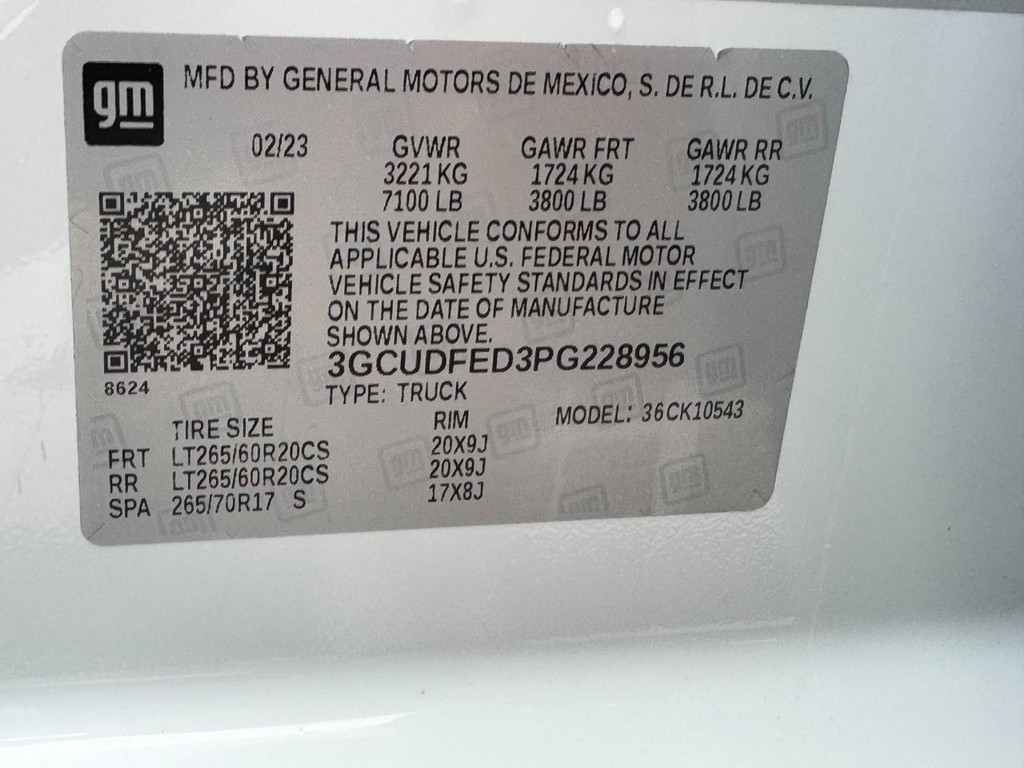 gm
MFD BY GENERAL MOTORS DE MEXICO, S. DE R.L. DE C.V.
02/23 GVWR GAWR FRT GAWR RR
3221 KG 1724 KG 1724 KG
7100 LB 3800 LB 3800 LB
THIS VEHICLE CONFORMS TO ALL
APPLICABLE U.S. FEDERAL MOTOR
VEHICLE SAFETY STANDARDS IN EFFECT
ON THE DATE OF MANUFACTURE
SHOWN ABOVE.
3GCUDFED3PG228956
8624
TYPE: TRUCK
MODEL: 36CK10543
TIRE SIZE RIM
FRT LT265/60R20CS 20X9J
RR LT265/60R20CS 20X9J
SPA 265/70R17 S 17X8J